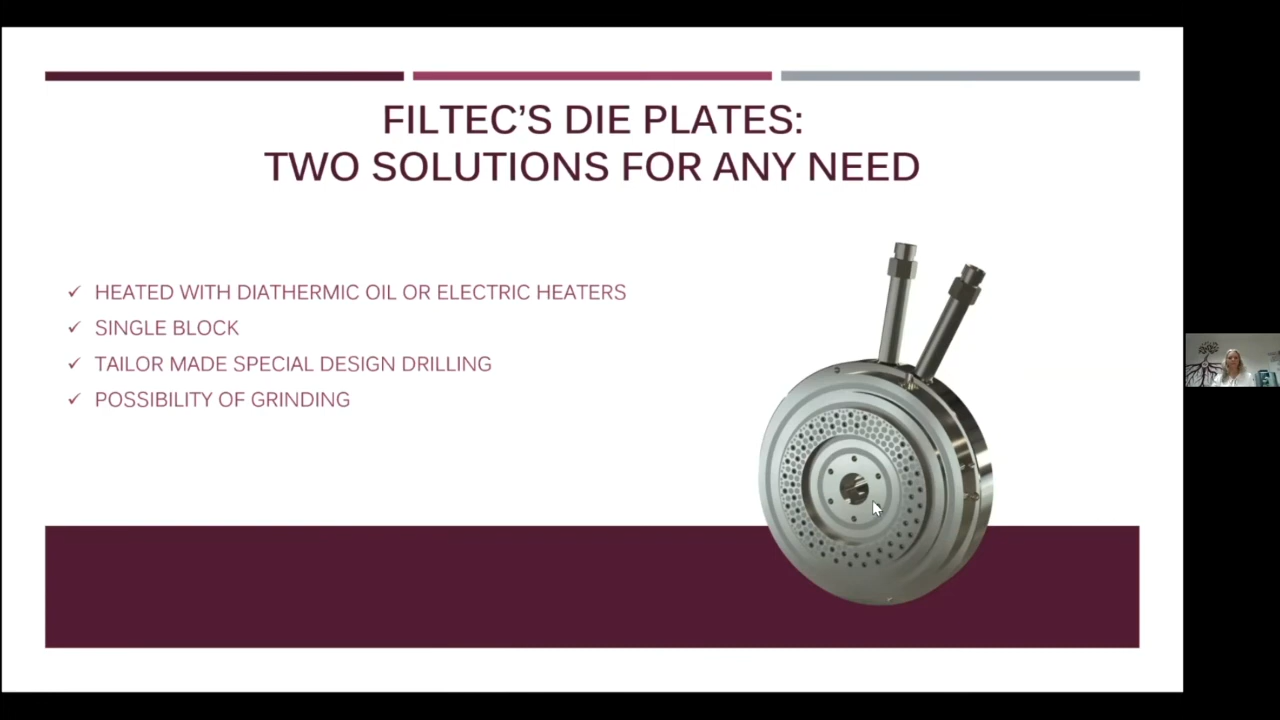 FILTEC'S DIE PLATES:
TWO SOLUTIONS FOR ANY NEED
✓ HEATED WITH DIATHERMIC OIL OR ELECTRIC HEATERS
✓ SINGLE BLOCK
✓ TAILOR MADE SPECIAL DESIGN DRILLING
✓ POSSIBILITY OF GRINDING